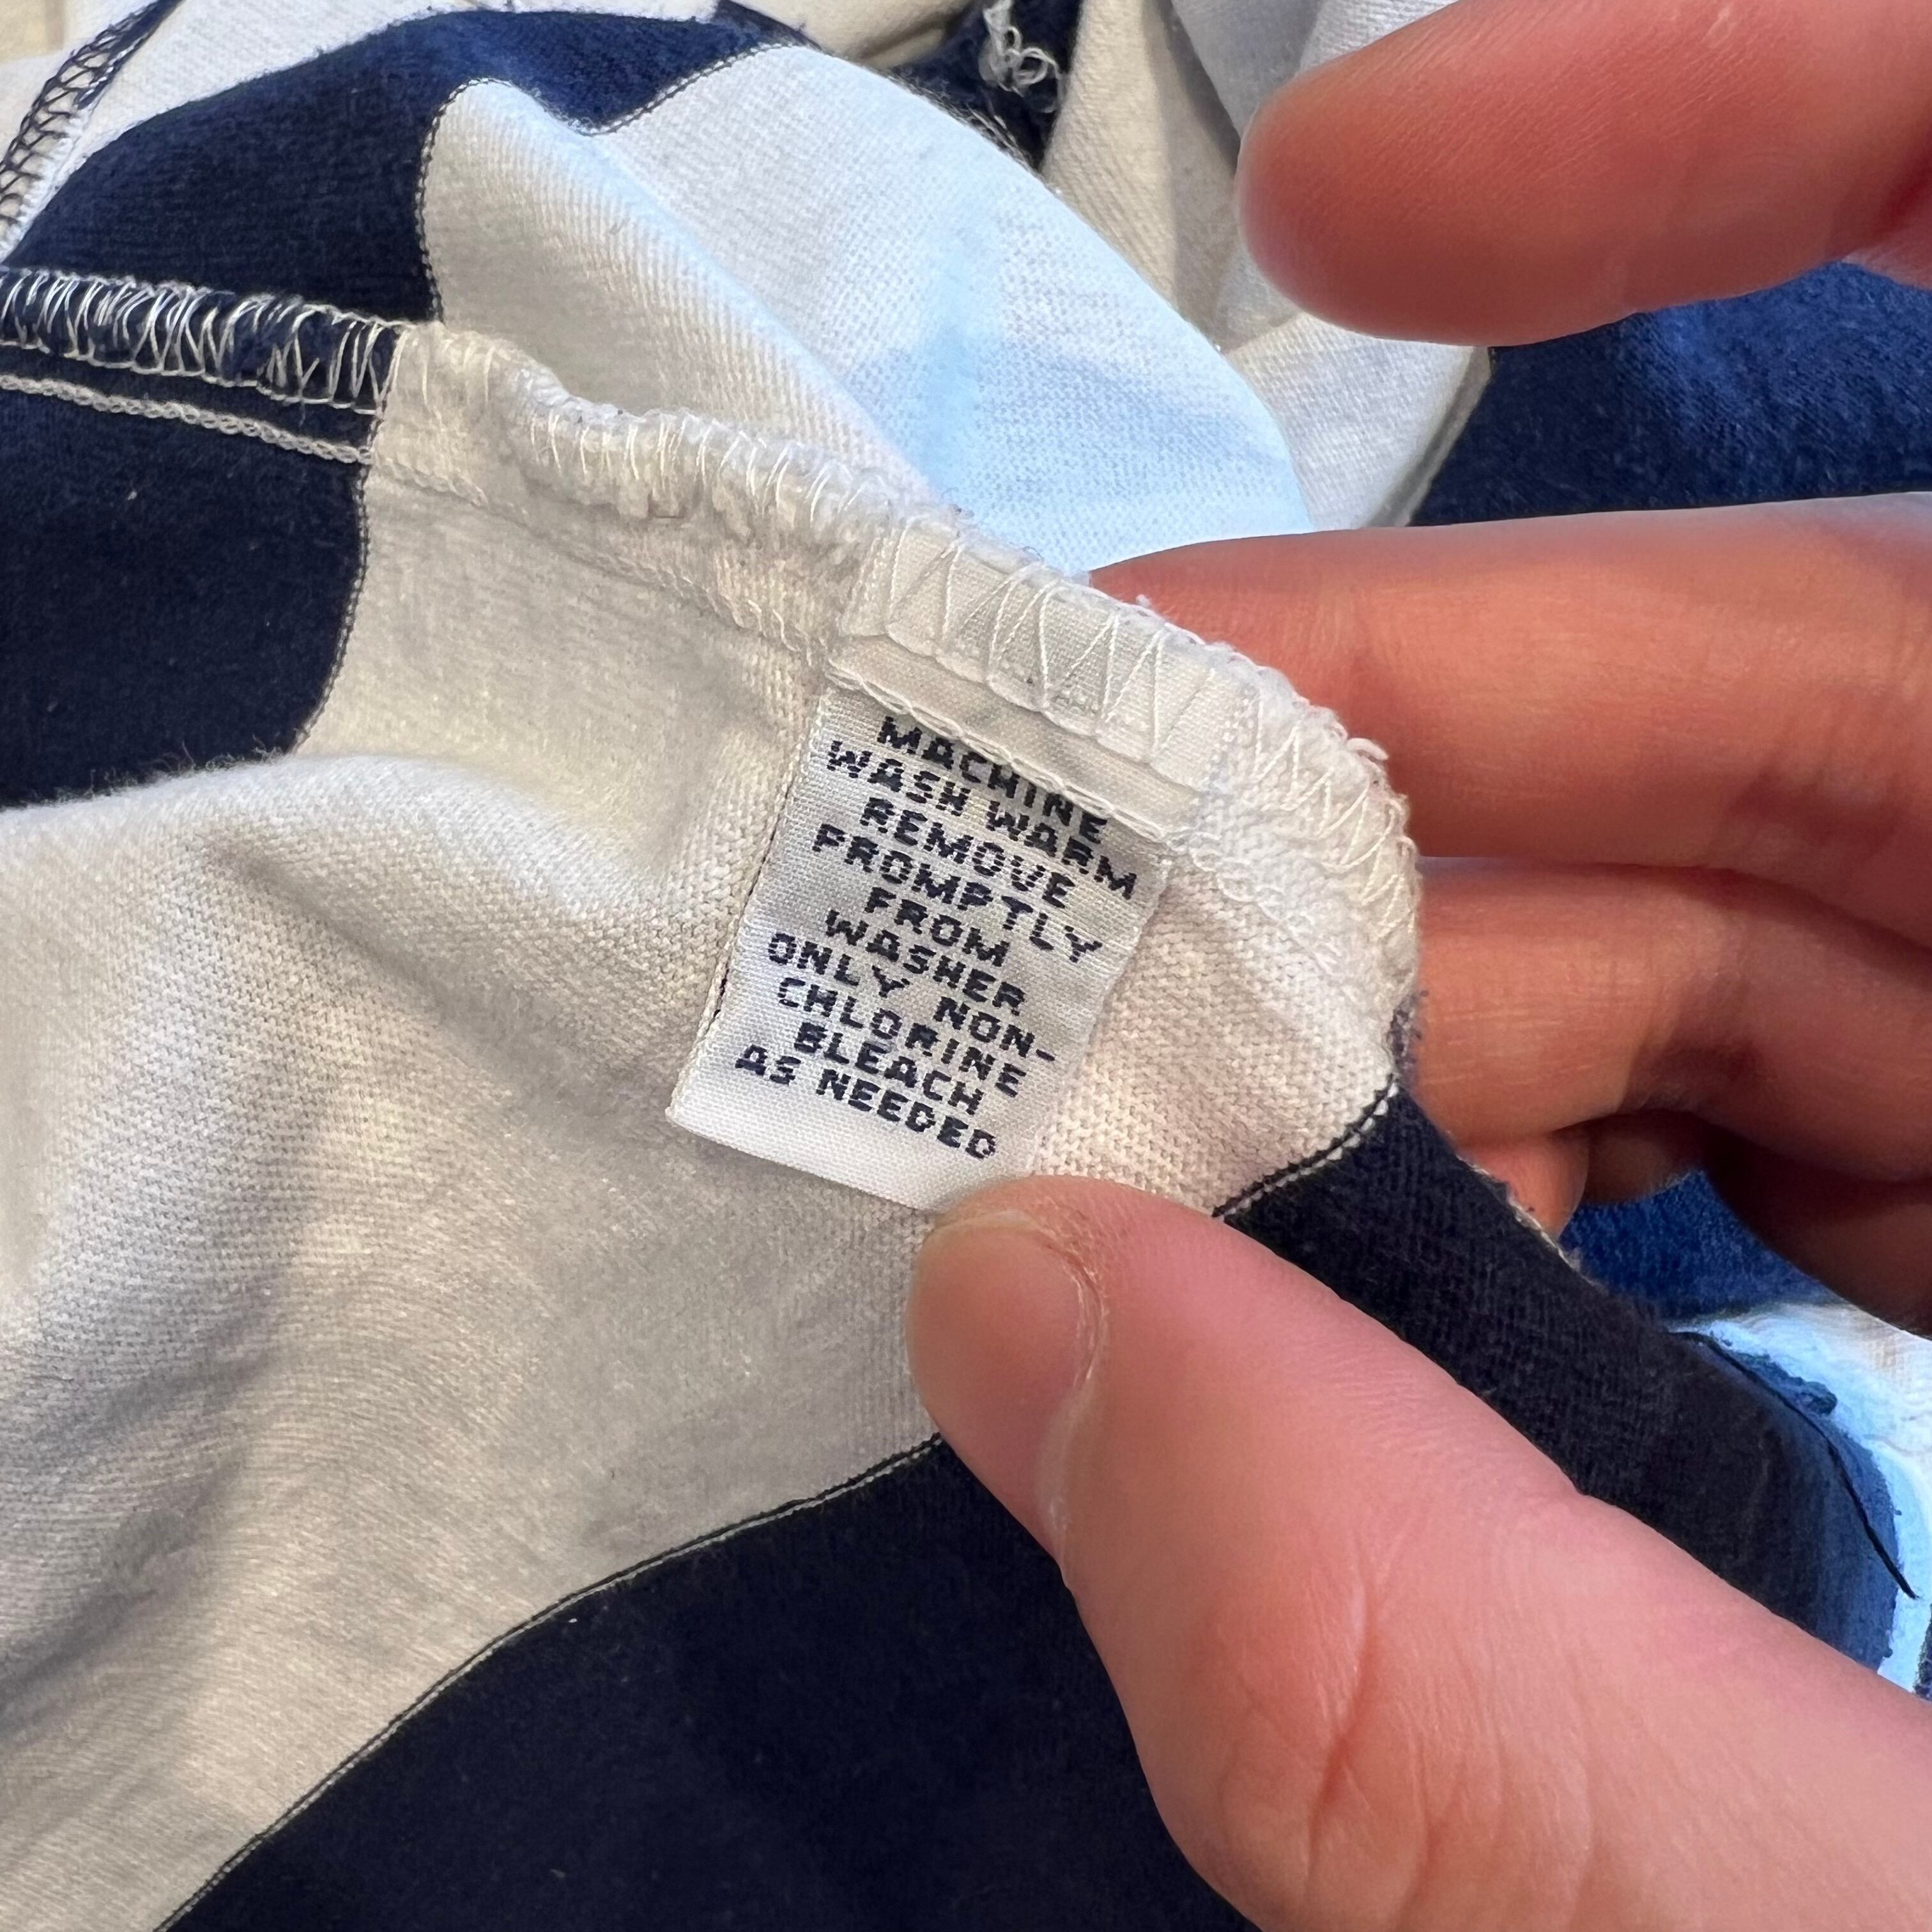 MACHINE
WASH WARM
REMOVE
PROMPTLY
FROM
WASHER
ONLY NON-
CHLORINE
BLEACH
AS NEEDED